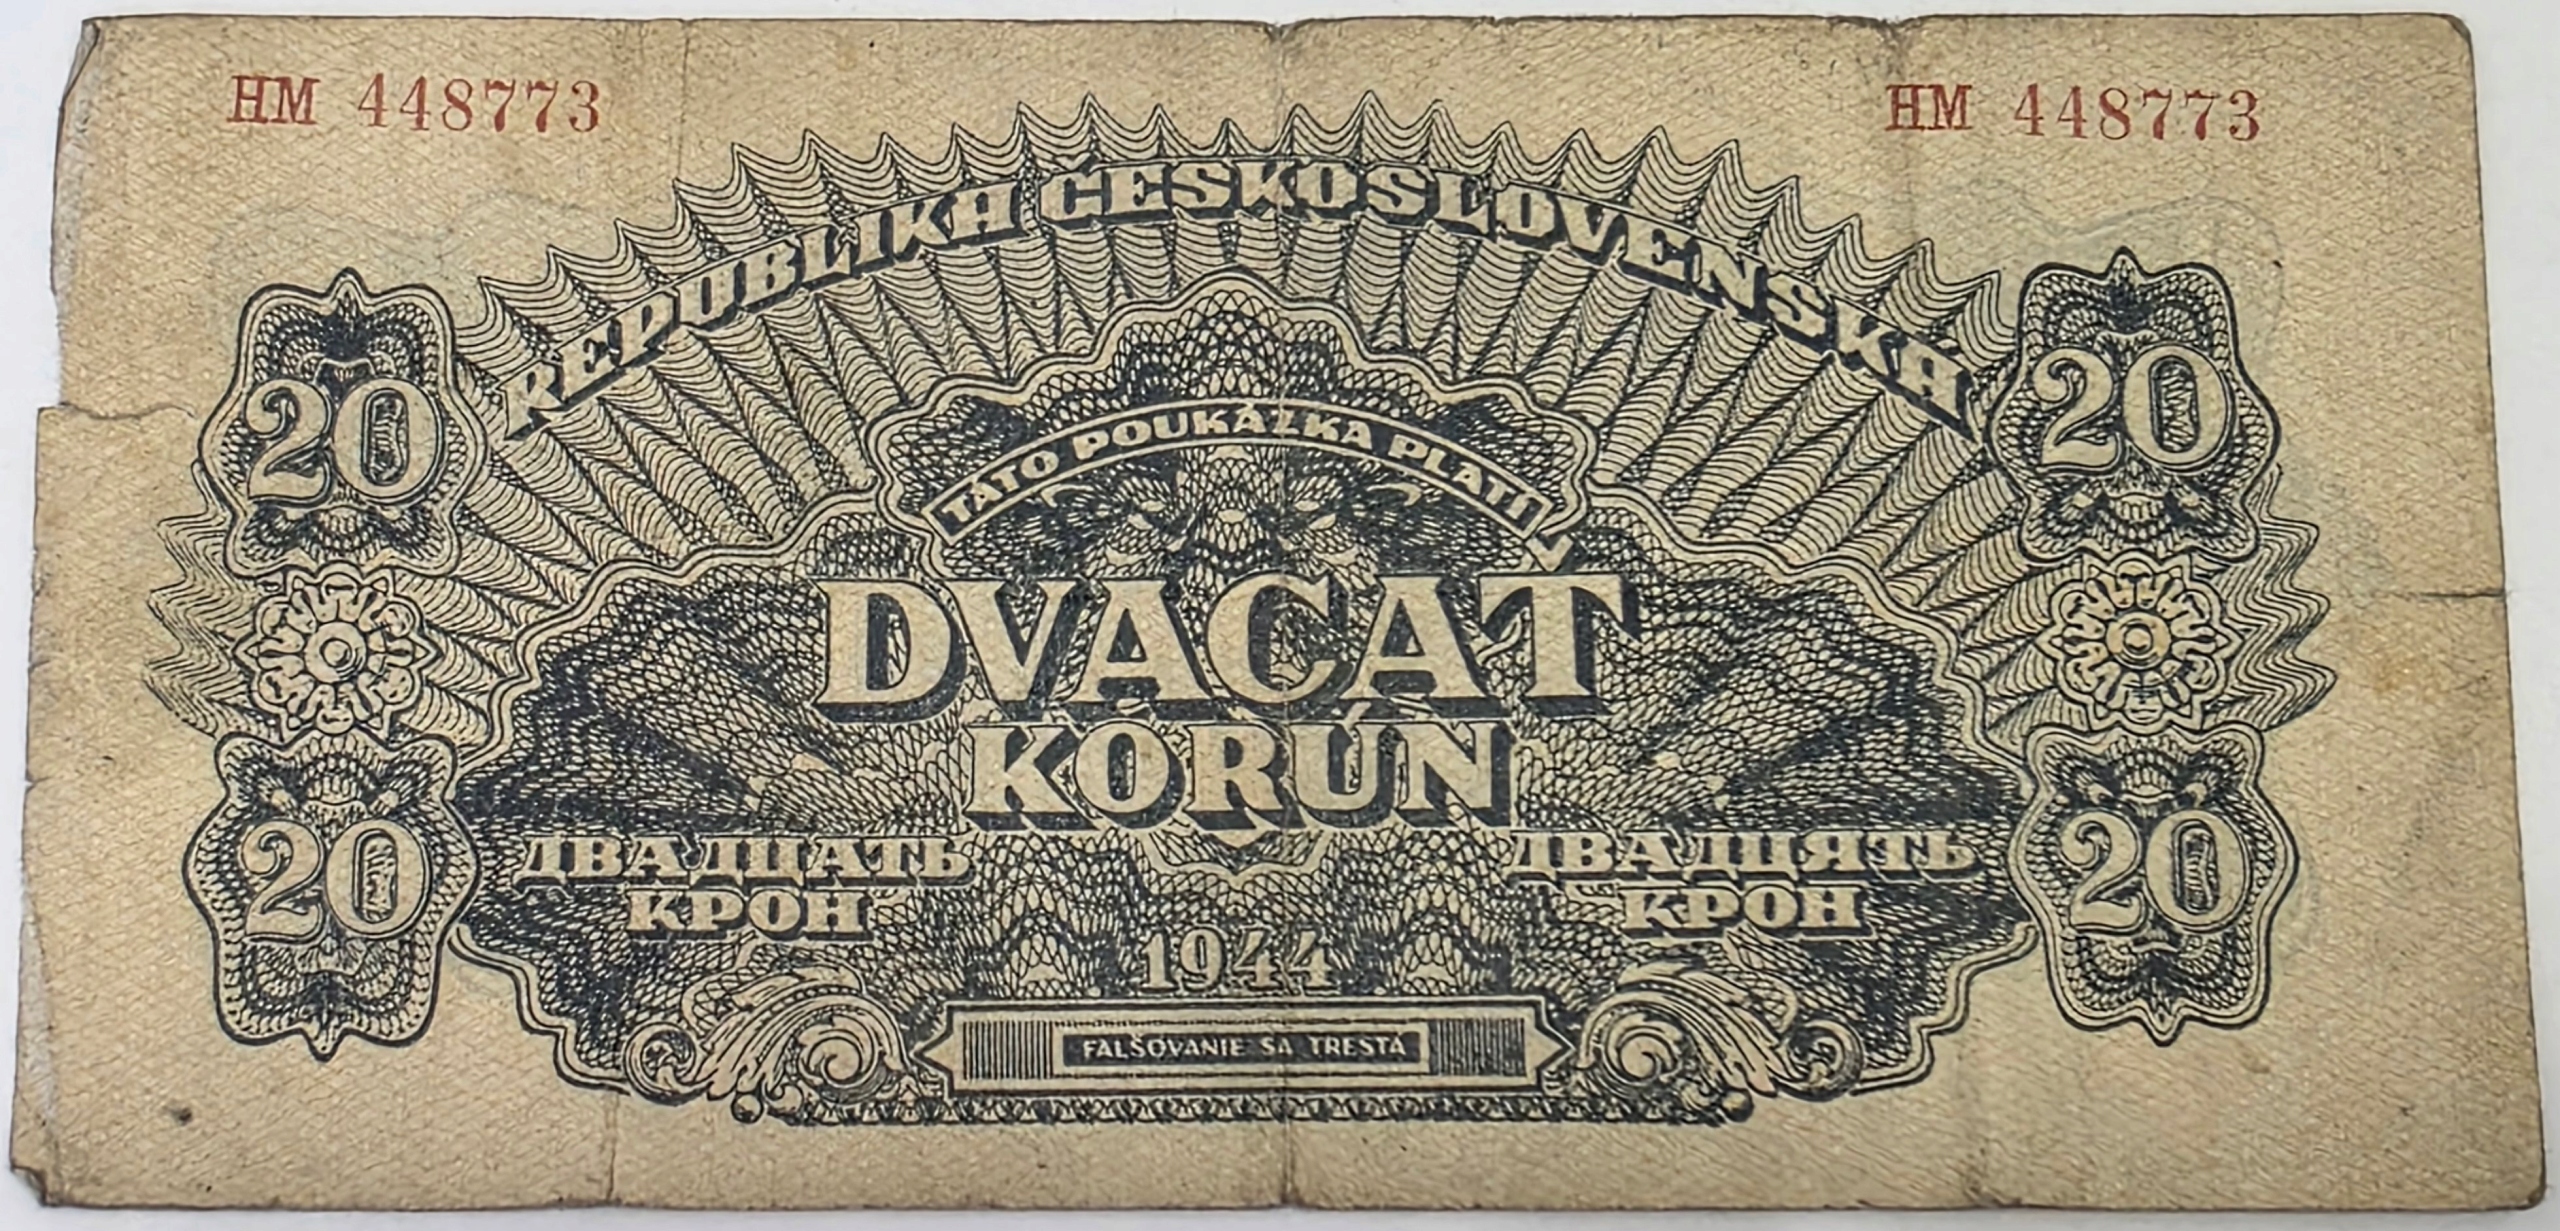 HM 448773
HM 448773
REPUBLIKA ČESKOSLOVENSKÁ
20
20
TÁTO POUKÁZKA PLATÍ
DVACAŤ
KORÚN
ДВАДЦАТЬ
КРОН
ДВАДЦЯТЬ
КРОН
20
20
1944
FALŠOVANIE SA TRESTÁ